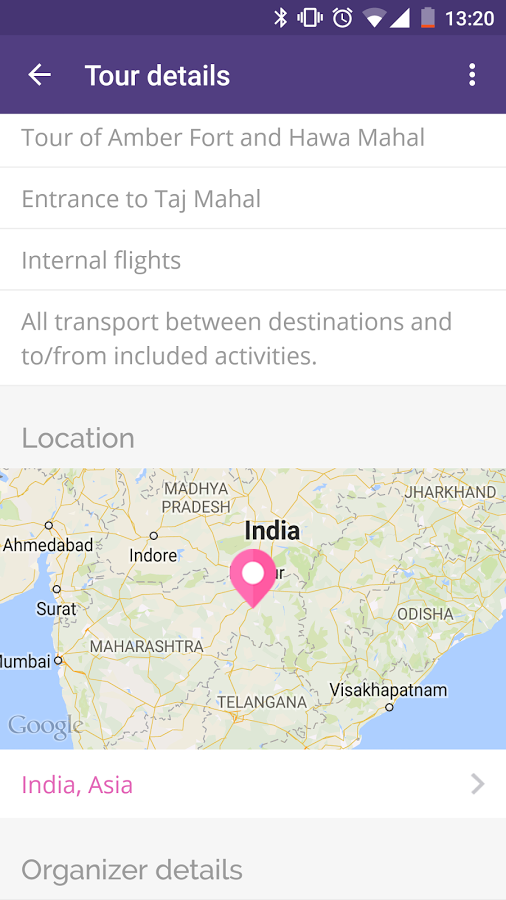 13:20
Tour details
Tour of Amber Fort and Hawa Mahal
Entrance to Taj Mahal
Internal flights
All transport between destinations and
to/from included activities.
Location
MADHYA
PRADESH
JHARKHAND
India
Ahmedabad
Indore
Surat
ODISHA
MAHARASHTRA
TELANGANA
Visakhapatnam
Google
India, Asia
Organizer details